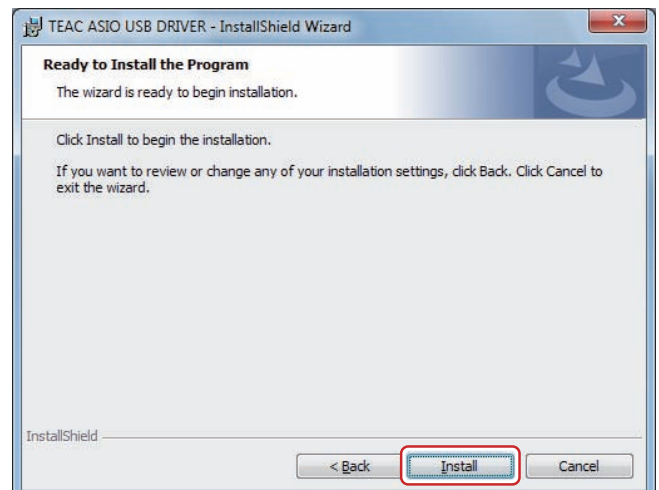 TEAC ASIO USB DRIVER - InstallShield Wizard
Ready to Install the Program
The wizard is ready to begin installation.
Click Install to begin the installation.
If you want to review or change any of your installation settings, click Back. Click Cancel to
exit the wizard.
InstallShield
< Back Install Cancel